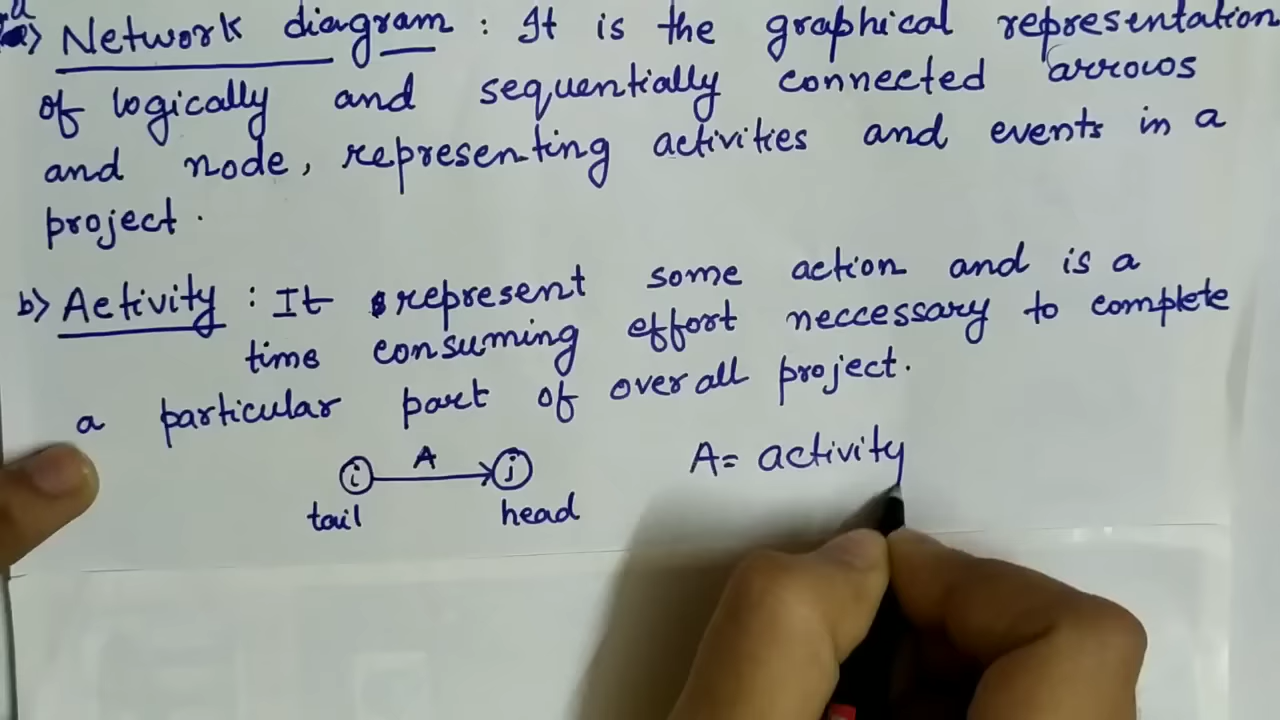 a) Network diagram : It is the graphical representation
of logically and sequentially connected arrows
and node, representing activities and events in a
project.
b) Activity : It represent some action and is a
time consuming effort neccessary to complete
a particular part of over all project.
i A j
tail head
A= activity